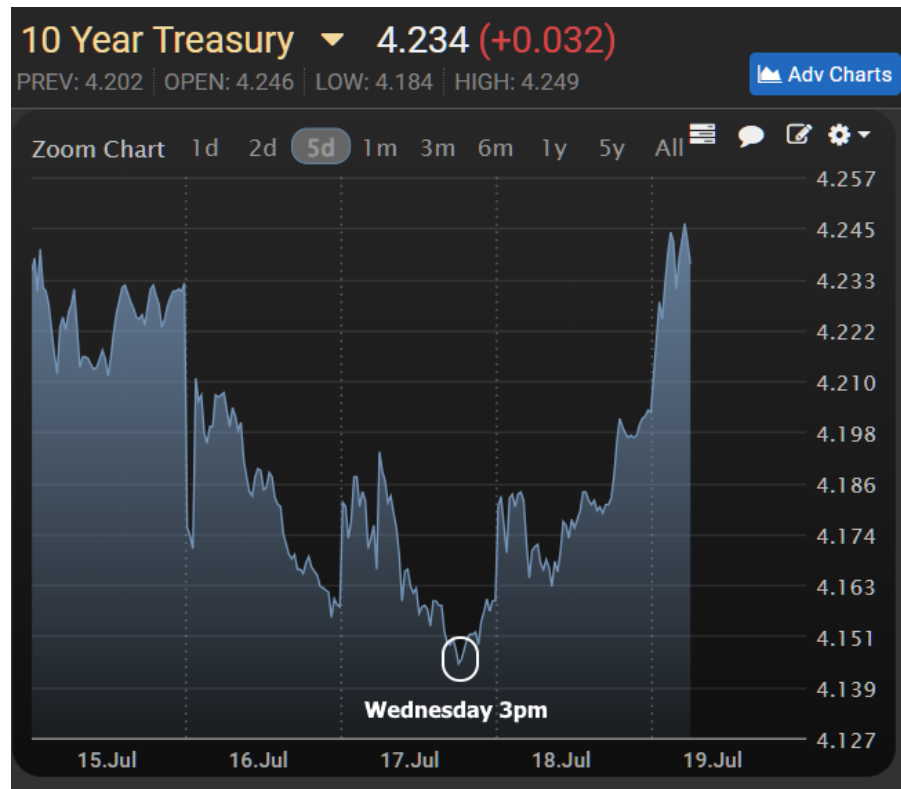 10 Year Treasury 4.234 (+0.032)
PREV: 4.202 OPEN: 4.246 LOW: 4.184 HIGH: 4.249
Adv Charts
Zoom Chart 1d 2d 5d 1m 3m 6m 1y 5y All
4.257
4.245
4.233
4.222
4.210
4.198
4.186
4.174
4.163
4.151
4.139
4.127
Wednesday 3pm
15.Jul 16.Jul 17.Jul 18.Jul 19.Jul